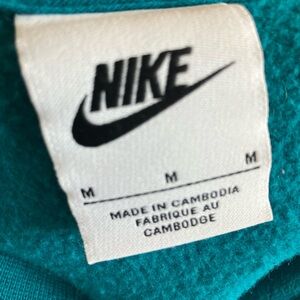 NIKE
M M M
MADE IN CAMBODIA
FABRIQUE AU
CAMBODGE